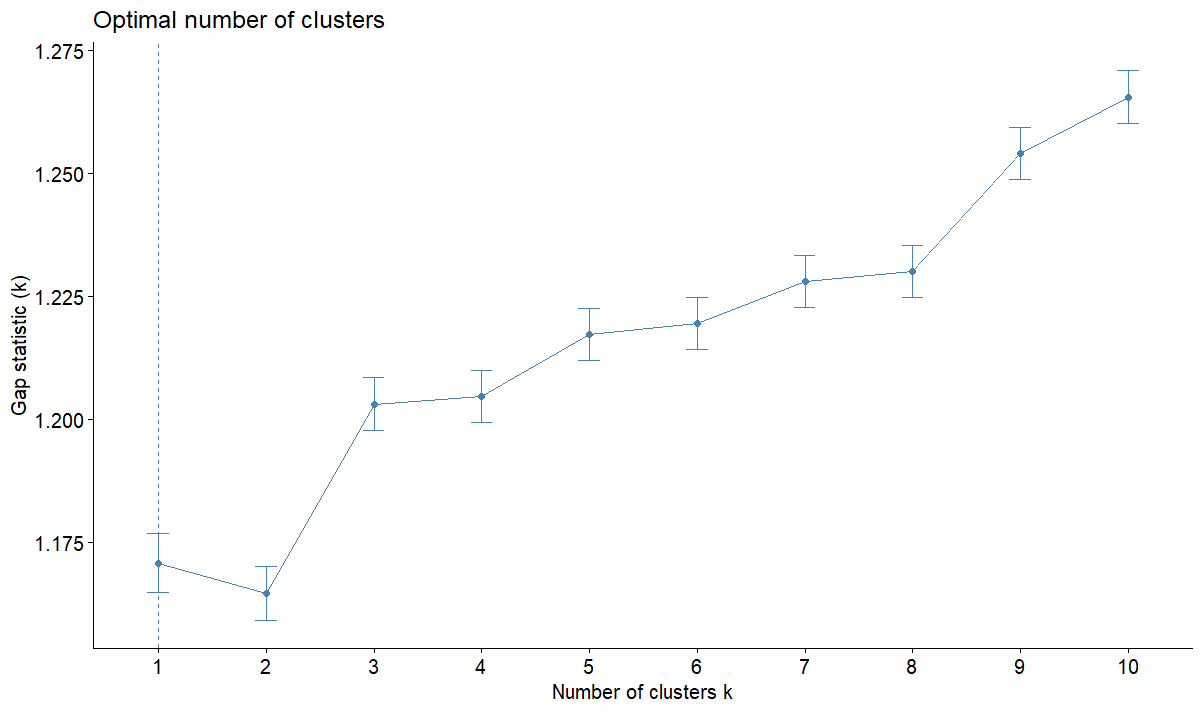 Optimal number of clusters
1.275
1.250
1.225
1.200
1.175
Gap statistic (k)
1 2 3 4 5 6 7 8 9 10
Number of clusters k